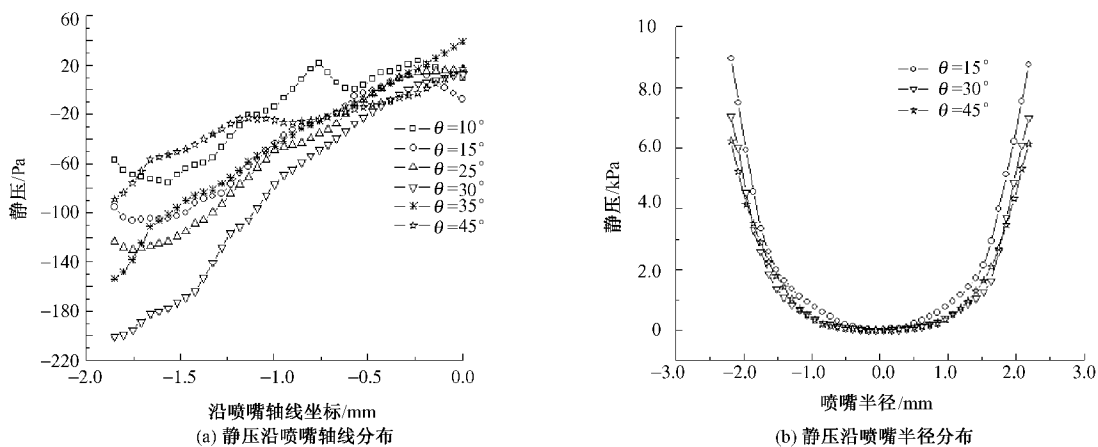 60
20
−20
−60
−100
−140
−180
−220
静压/Pa
θ=10°
θ=15°
θ=25°
θ=30°
θ=35°
θ=45°
−2.0 −1.5 −1.0 −0.5 0.0
沿喷嘴轴线坐标/mm
(a) 静压沿喷嘴轴线分布
10
8.0
6.0
4.0
2.0
0
静压/kPa
θ=15°
θ=30°
θ=45°
−3.0 −2.0 −1.0 0.0 1.0 2.0 3.0
喷嘴半径/mm
(b) 静压沿喷嘴半径分布